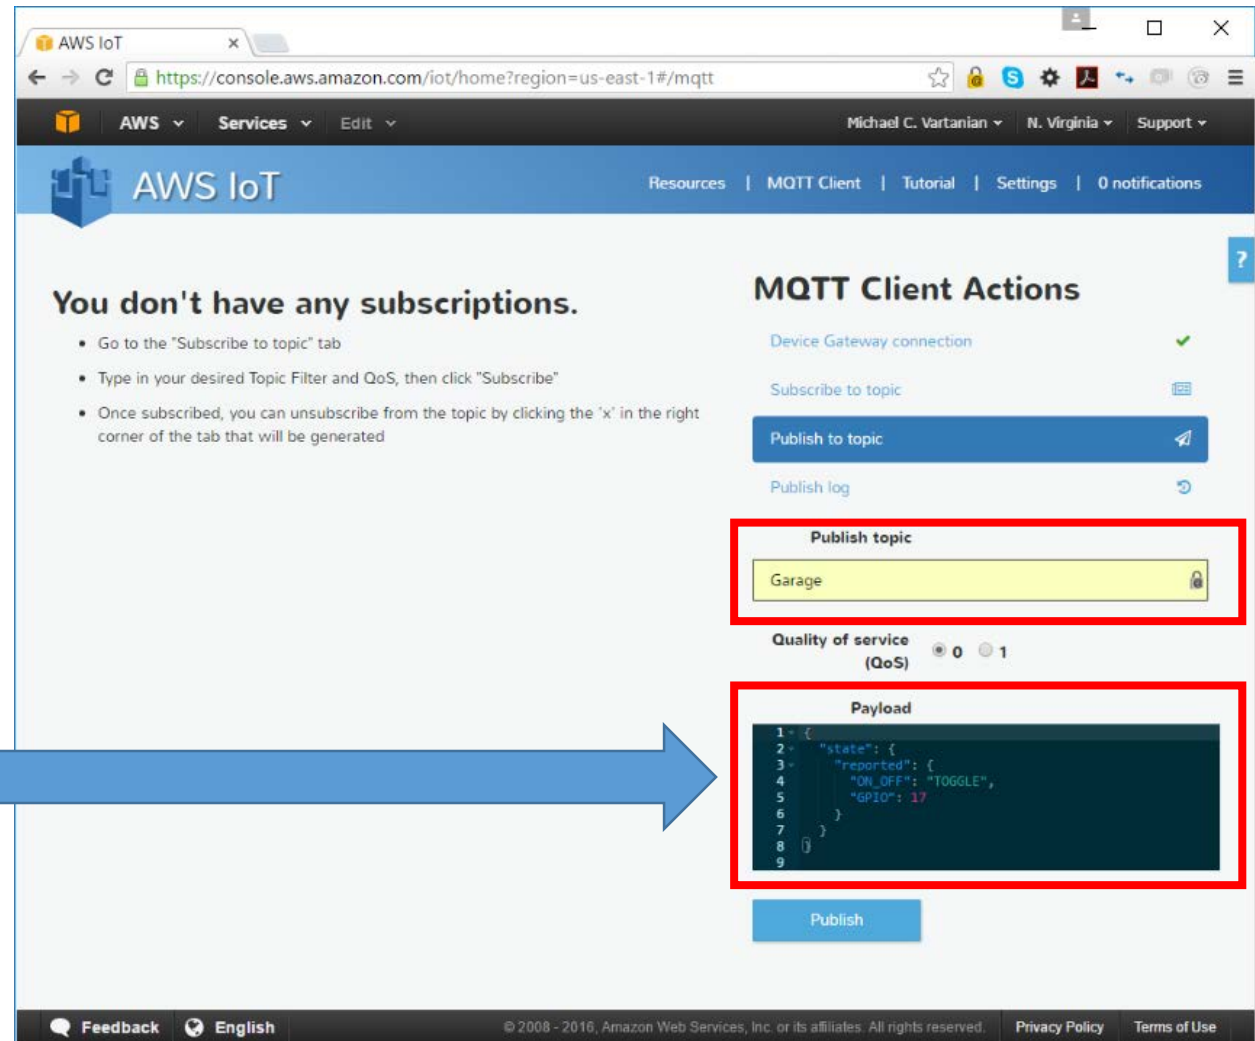 AWS IoT
https://console.aws.amazon.com/iot/home?region=us-east-1#/mqtt
AWS Services Edit Michael C. Vartanian N. Virginia Support
AWS IoT
Resources | MQTT Client | Tutorial | Settings | 0 notifications
?
You don't have any subscriptions.
• Go to the "Subscribe to topic" tab
• Type in your desired Topic Filter and QoS, then click "Subscribe"
• Once subscribed, you can unsubscribe from the topic by clicking the 'x' in the right
corner of the tab that will be generated
MQTT Client Actions
Device Gateway connection
Subscribe to topic
Publish to topic
Publish log
Publish topic
Garage
Quality of service
(QoS)
0 1
Payload
1 {
2 "state": {
3 "reported": {
4 "ON_OFF": "TOGGLE",
5 "GPIO": 17
6 }
7 }
8 }
9
Publish
Feedback English © 2008 - 2016, Amazon Web Services, Inc. or its affiliates. All rights reserved. Privacy Policy Terms of Use